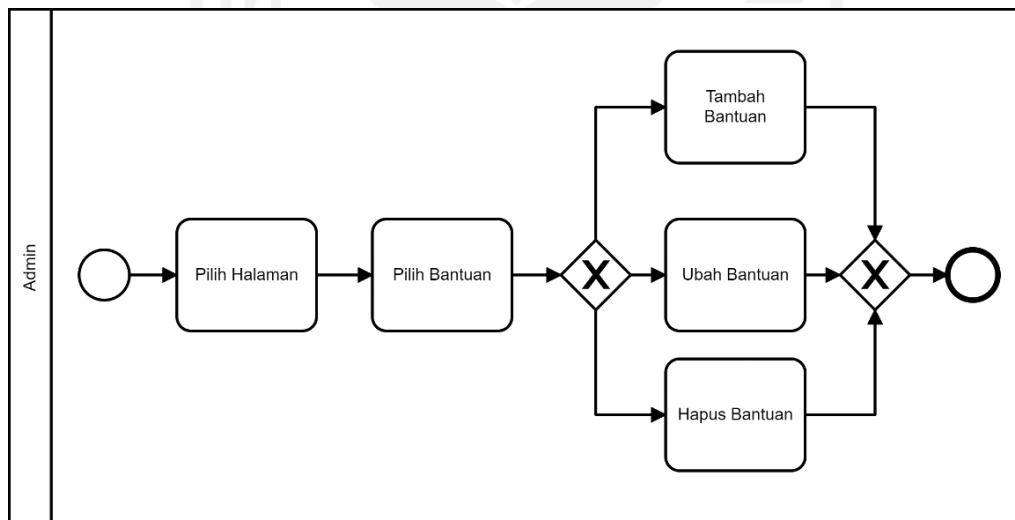 Admin
Pilih Halaman
Pilih Bantuan
X
Tambah
Bantuan
Ubah Bantuan
Hapus Bantuan
X